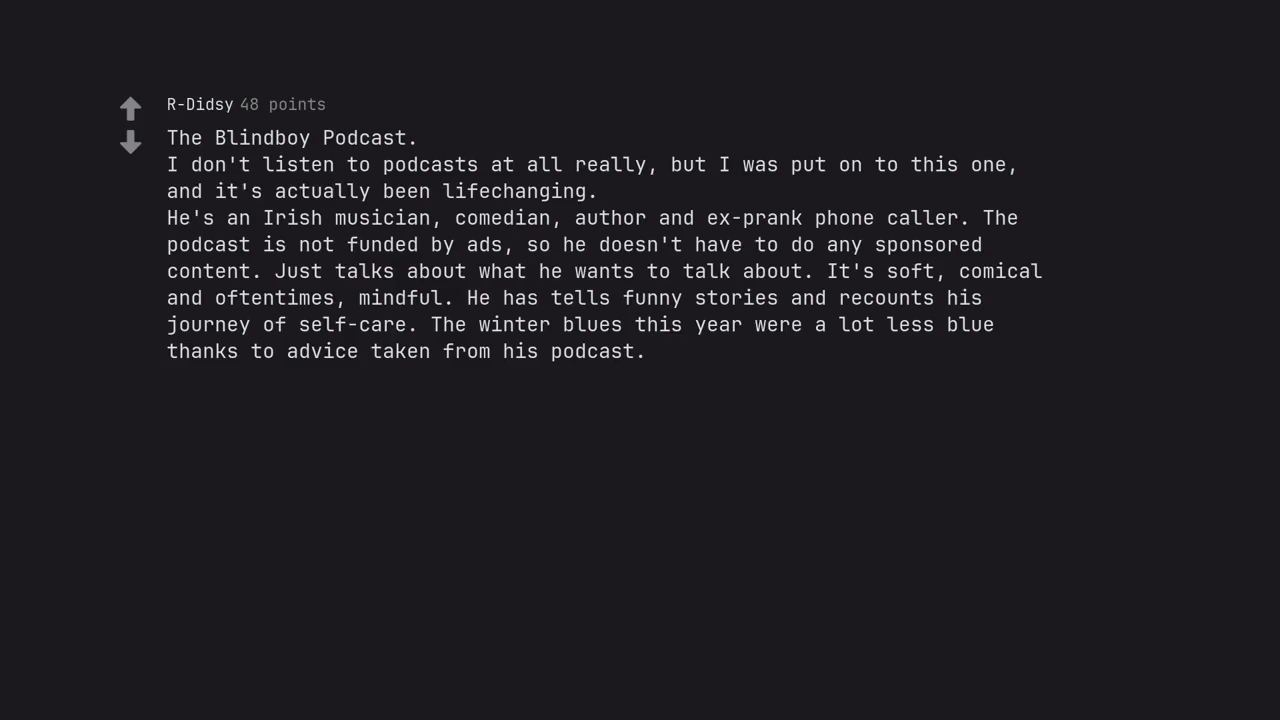 R-Didsy 48 points
The Blindboy Podcast.
I don't listen to podcasts at all really, but I was put on to this one,
and it's actually been lifechanging.
He's an Irish musician, comedian, author and ex-prank phone caller. The
podcast is not funded by ads, so he doesn't have to do any sponsored
content. Just talks about what he wants to talk about. It's soft, comical
and oftentimes, mindful. He has tells funny stories and recounts his
journey of self-care. The winter blues this year were a lot less blue
thanks to advice taken from his podcast.